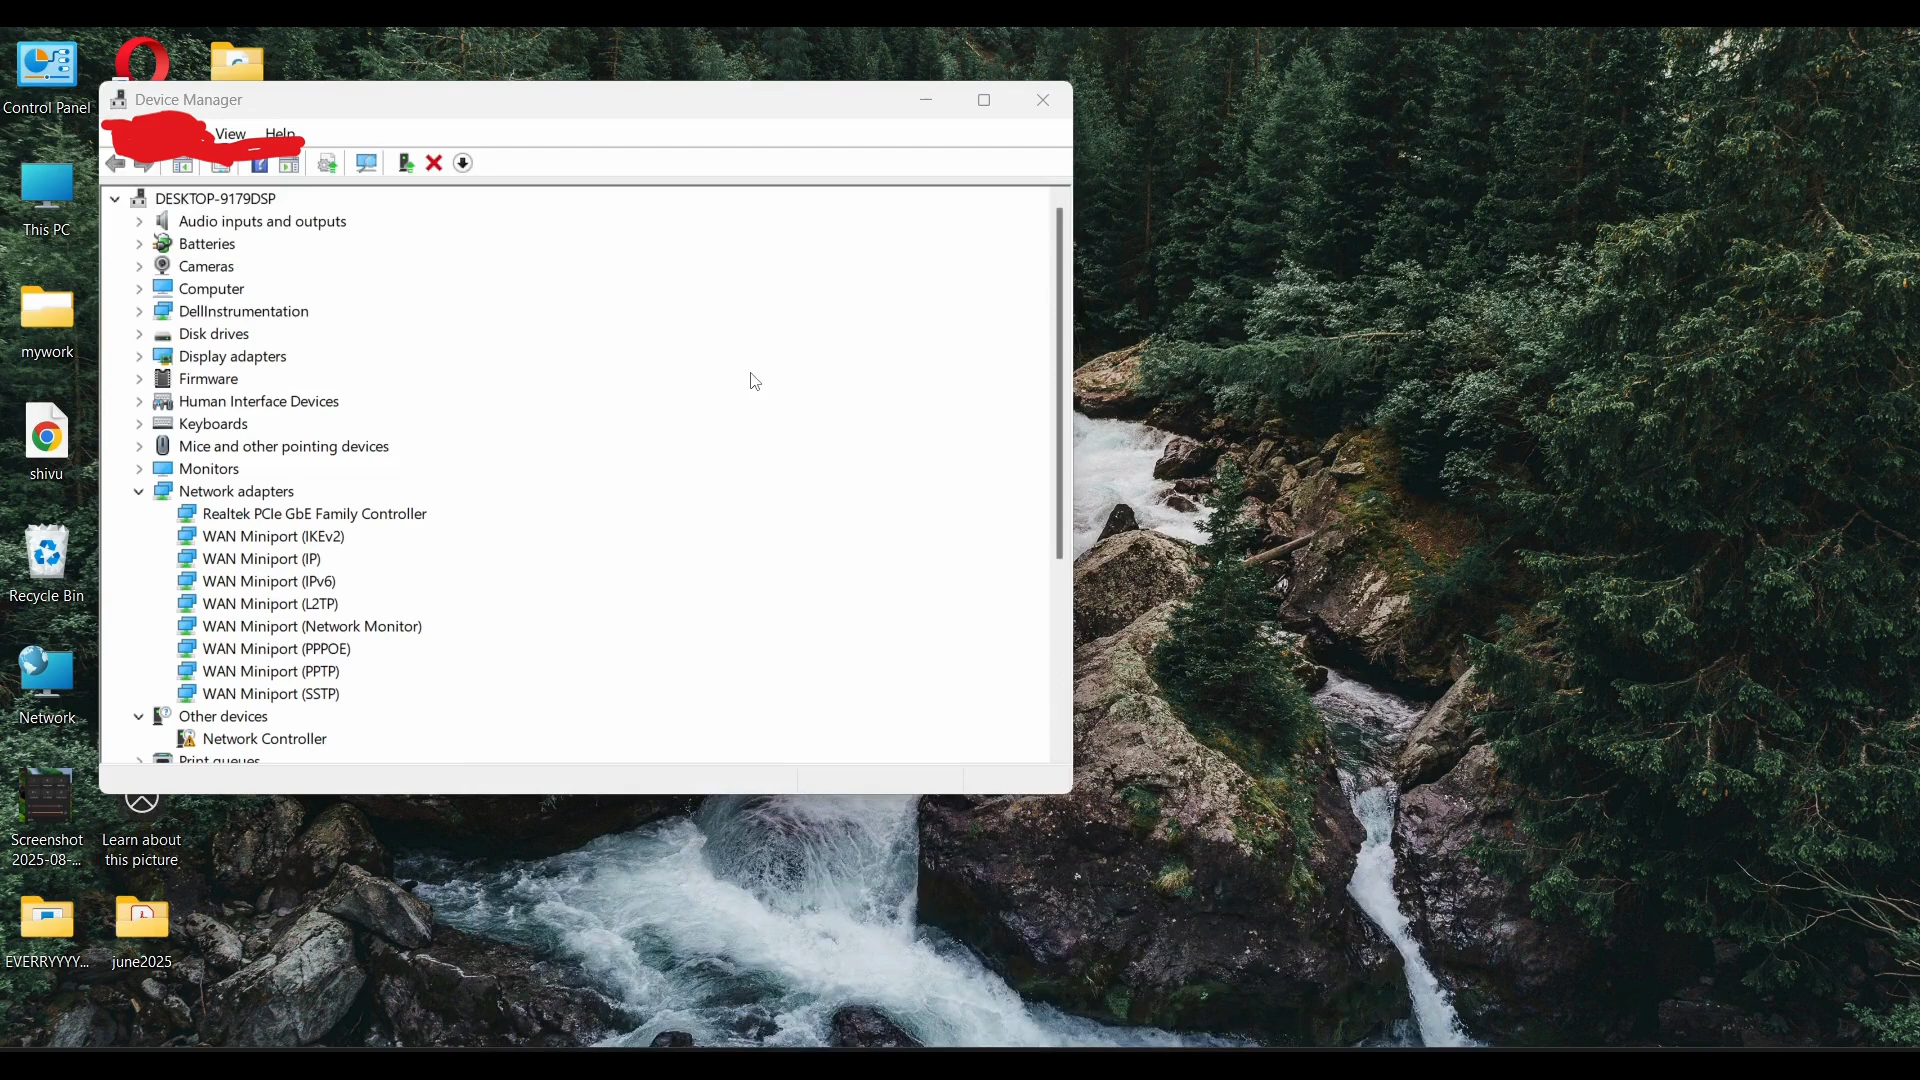 Control Panel
This PC
mywork
shivu
Recycle Bin
Network
Screenshot
2025-08-...
Learn about
this picture
EVERRYYYY...
june2025
Device Manager
View Help
DESKTOP-9179DSP
Audio inputs and outputs
Batteries
Cameras
Computer
DellInstrumentation
Disk drives
Display adapters
Firmware
Human Interface Devices
Keyboards
Mice and other pointing devices
Monitors
Network adapters
Realtek PCIe GbE Family Controller
WAN Miniport (IKEv2)
WAN Miniport (IP)
WAN Miniport (IPv6)
WAN Miniport (L2TP)
WAN Miniport (Network Monitor)
WAN Miniport (PPPOE)
WAN Miniport (PPTP)
WAN Miniport (SSTP)
Other devices
Network Controller
Print queues